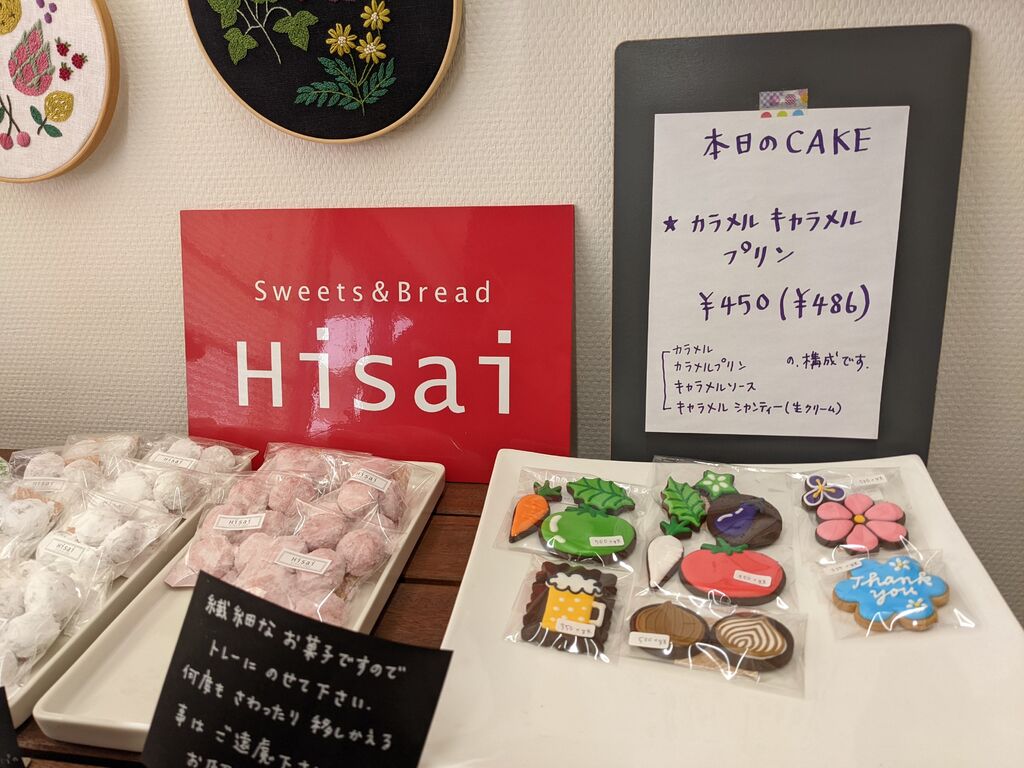 本日のCAKE
★ カラメル キャラメル
プリン
¥450(¥486)
カラメル
カラメルプリン
キャラメルソース
キャラメル シャンティー(生クリーム)
の構成です.
Sweets&Bread
Hisai
Hisai
Hisai
Hisai
Hisai
Hisai
Thank
you
繊細な お菓子ですので
トレーに のせて下さい.
何度も さわったり 移しかえる
事は ご遠慮下さ